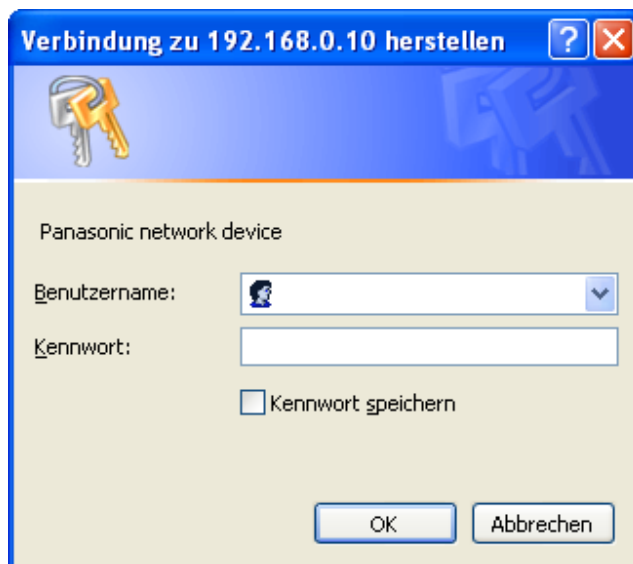 Verbindung zu 192.168.0.10 herstellen
Panasonic network device
Benutzername:
Kennwort:
Kennwort speichern
OK Abbrechen